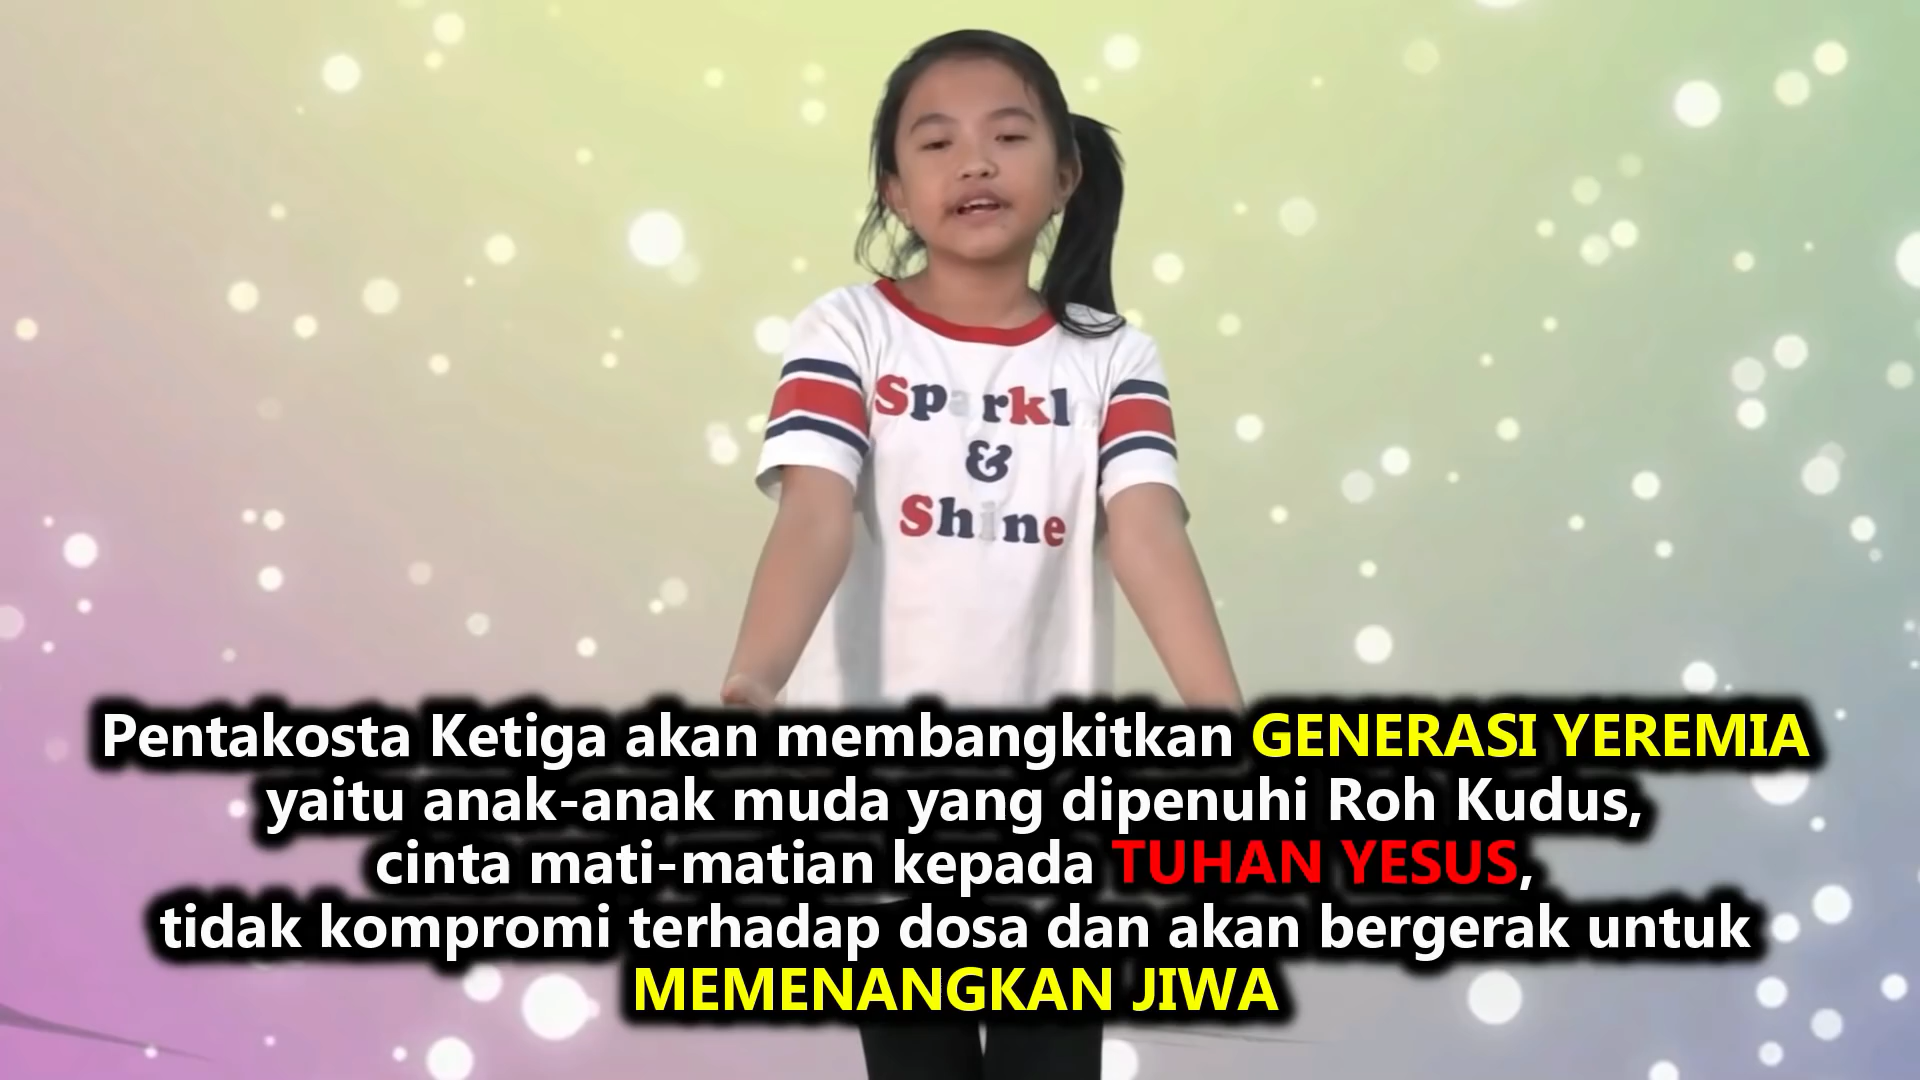 Sparkl
&
Shine
Pentakosta Ketiga akan membangkitkan GENERASI YEREMIA
yaitu anak-anak muda yang dipenuhi Roh Kudus,
cinta mati-matian kepada TUHAN YESUS,
tidak kompromi terhadap dosa dan akan bergerak untuk
MEMENANGKAN JIWA